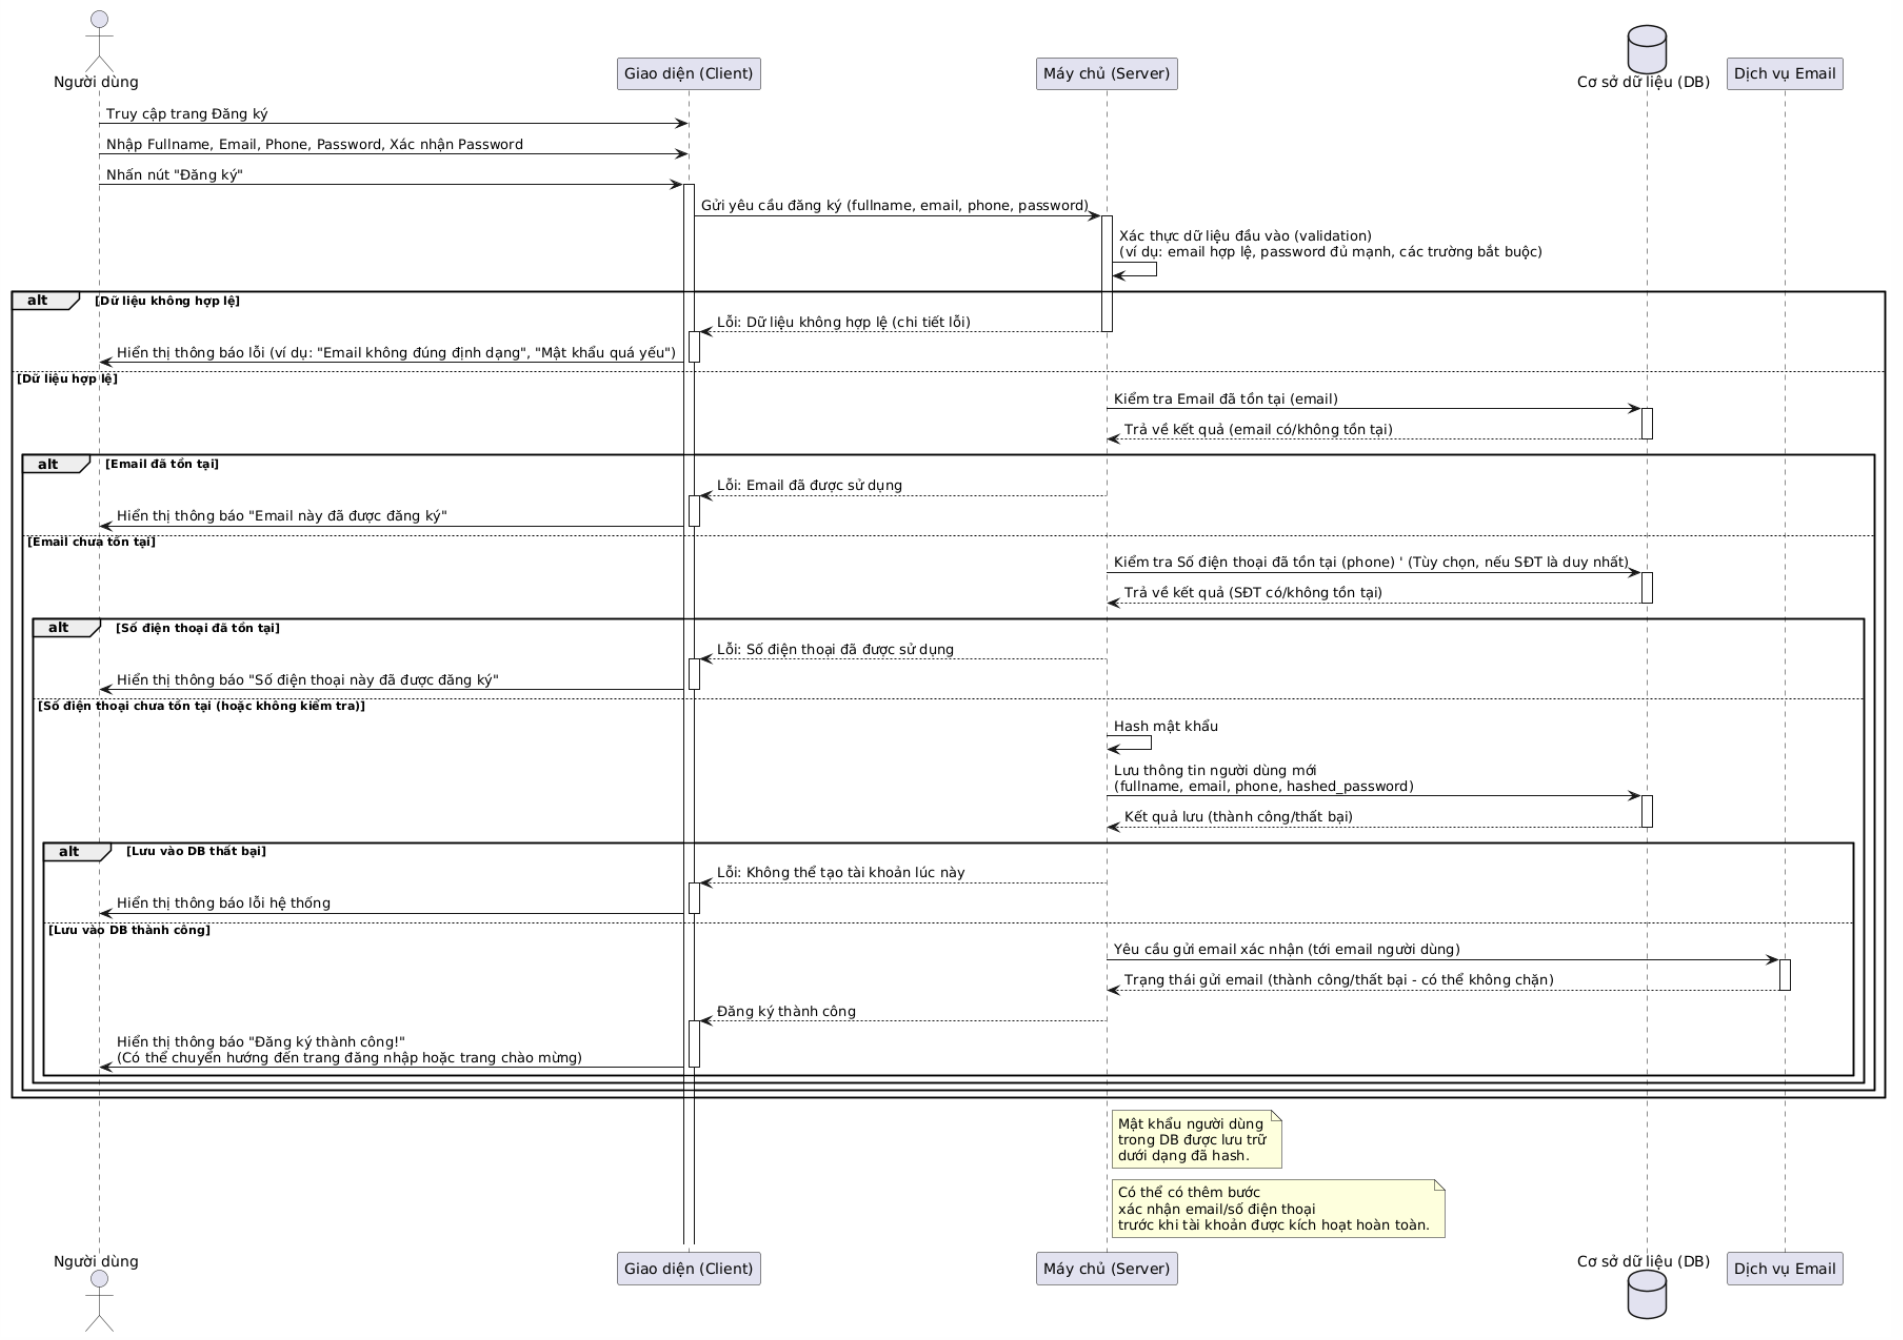 Người dùng
Giao diện (Client)
Máy chủ (Server)
Cơ sở dữ liệu (DB)
Dịch vụ Email
Truy cập trang Đăng ký
Nhập Fullname, Email, Phone, Password, Xác nhận Password
Nhấn nút "Đăng ký"
Gửi yêu cầu đăng ký (fullname, email, phone, password)
Xác thực dữ liệu đầu vào (validation)
(ví dụ: email hợp lệ, password đủ mạnh, các trường bắt buộc)
alt [Dữ liệu không hợp lệ]
Lỗi: Dữ liệu không hợp lệ (chi tiết lỗi)
Hiển thị thông báo lỗi (ví dụ: "Email không đúng định dạng", "Mật khẩu quá yếu")
[Dữ liệu hợp lệ]
Kiểm tra Email đã tồn tại (email)
Trả về kết quả (email có/không tồn tại)
alt [Email đã tồn tại]
Lỗi: Email đã được sử dụng
Hiển thị thông báo "Email này đã được đăng ký"
[Email chưa tồn tại]
Kiểm tra Số điện thoại đã tồn tại (phone) ' (Tùy chọn, nếu SĐT là duy nhất)
Trả về kết quả (SĐT có/không tồn tại)
alt [Số điện thoại đã tồn tại]
Lỗi: Số điện thoại đã được sử dụng
Hiển thị thông báo "Số điện thoại này đã được đăng ký"
[Số điện thoại chưa tồn tại (hoặc không kiểm tra)]
Hash mật khẩu
Lưu thông tin người dùng mới
(fullname, email, phone, hashed_password)
Kết quả lưu (thành công/thất bại)
alt [Lưu vào DB thất bại]
Lỗi: Không thể tạo tài khoản lúc này
Hiển thị thông báo lỗi hệ thống
[Lưu vào DB thành công]
Yêu cầu gửi email xác nhận (tới email người dùng)
Trạng thái gửi email (thành công/thất bại - có thể không chặn)
Đăng ký thành công
Hiển thị thông báo "Đăng ký thành công!"
(Có thể chuyển hướng đến trang đăng nhập hoặc trang chào mừng)
Mật khẩu người dùng
trong DB được lưu trữ
dưới dạng đã hash.
Có thể có thêm bước
xác nhận email/số điện thoại
trước khi tài khoản được kích hoạt hoàn toàn.
Người dùng
Giao diện (Client)
Máy chủ (Server)
Cơ sở dữ liệu (DB)
Dịch vụ Email